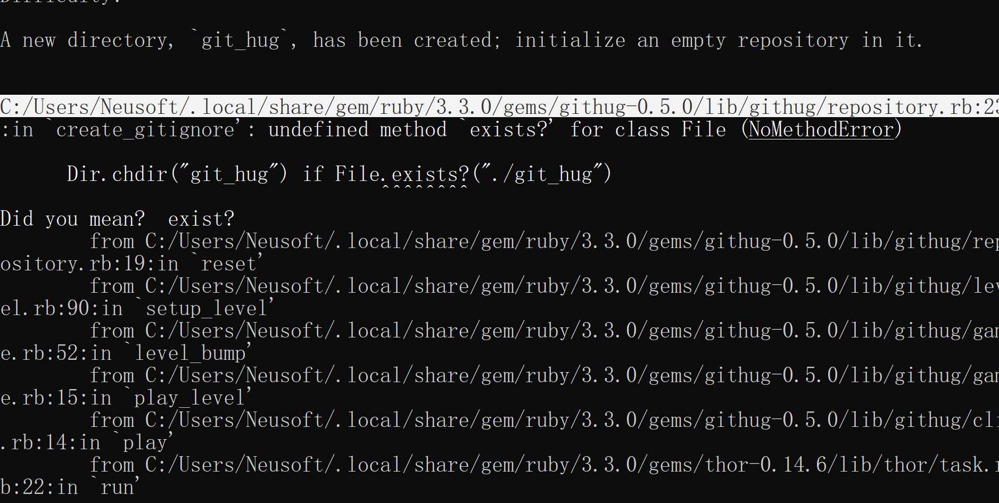 Difficulty:
A new directory, `git_hug`, has been created; initialize an empty repository in it.
C:/Users/Neusoft/.local/share/gem/ruby/3.3.0/gems/githug-0.5.0/lib/githug/repository.rb:23
:in `create_gitignore': undefined method `exists?' for class File (NoMethodError)
Dir.chdir("git_hug") if File.exists?("./git_hug")
^^^^^^^^
Did you mean?  exist?
from C:/Users/Neusoft/.local/share/gem/ruby/3.3.0/gems/githug-0.5.0/lib/githug/rep
ository.rb:19:in `reset'
from C:/Users/Neusoft/.local/share/gem/ruby/3.3.0/gems/githug-0.5.0/lib/githug/lev
el.rb:90:in `setup_level'
from C:/Users/Neusoft/.local/share/gem/ruby/3.3.0/gems/githug-0.5.0/lib/githug/gam
e.rb:52:in `level_bump'
from C:/Users/Neusoft/.local/share/gem/ruby/3.3.0/gems/githug-0.5.0/lib/githug/gam
e.rb:15:in `play_level'
from C:/Users/Neusoft/.local/share/gem/ruby/3.3.0/gems/githug-0.5.0/lib/githug/cli
.rb:14:in `play'
from C:/Users/Neusoft/.local/share/gem/ruby/3.3.0/gems/thor-0.14.6/lib/thor/task.r
b:22:in `run'